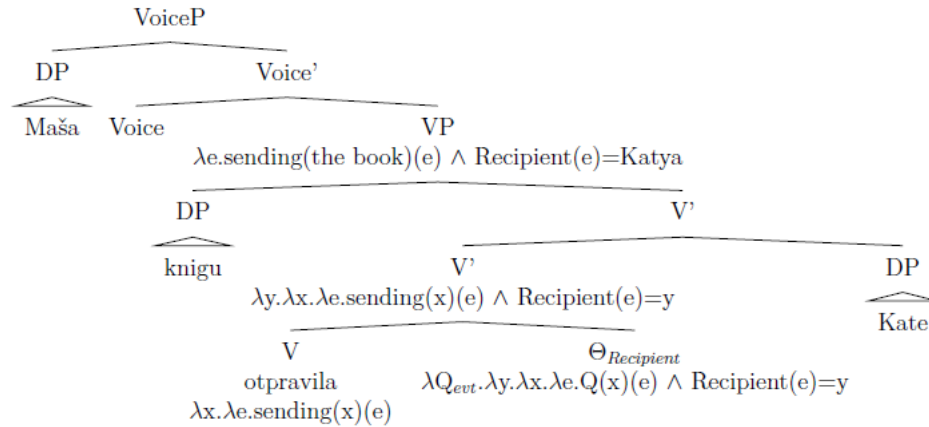 VoiceP
DP Voice'
Maša Voice VP
λe.sending(the book)(e) ∧ Recipient(e)=Katya
DP V'
knigu V' DP
λy.λx.λe.sending(x)(e) ∧ Recipient(e)=y Kate
V Θ_Recipient
otpravila λQ_evt.λy.λx.λe.Q(x)(e) ∧ Recipient(e)=y
λx.λe.sending(x)(e)